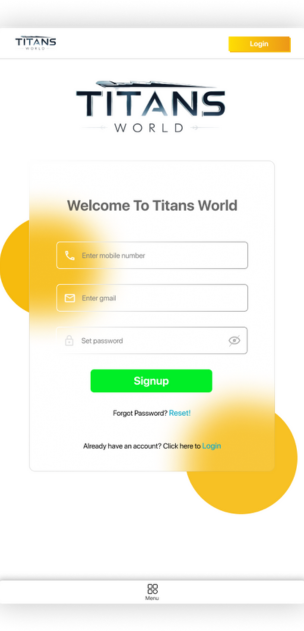 TITANS
WORLD
Login
TITANS
WORLD
Welcome To Titans World
Enter mobile number
Enter gmail
Set password
Signup
Forgot Password? Reset!
Already have an account? Click here to Login
Menu